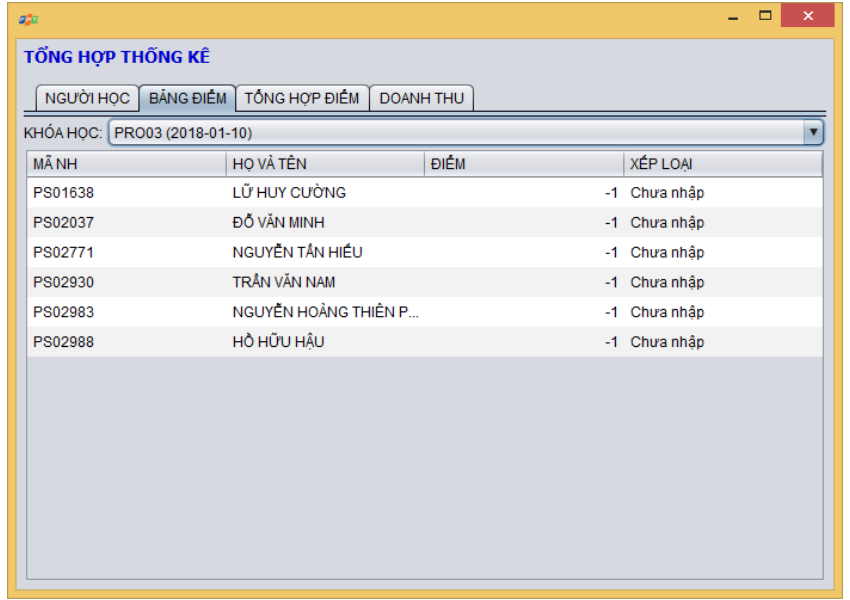 TỔNG HỢP THỐNG KÊ
NGƯỜI HỌC BẢNG ĐIỂM TỔNG HỢP ĐIỂM DOANH THU
KHÓA HỌC: PRO03 (2018-01-10)
MÃ NH HỌ VÀ TÊN ĐIỂM XẾP LOẠI
PS01638 LỮ HUY CƯỜNG -1 Chưa nhập
PS02037 ĐỖ VĂN MINH -1 Chưa nhập
PS02771 NGUYỄN TẤN HIẾU -1 Chưa nhập
PS02930 TRẦN VĂN NAM -1 Chưa nhập
PS02983 NGUYỄN HOÀNG THIÊN P... -1 Chưa nhập
PS02988 HỒ HỮU HẬU -1 Chưa nhập